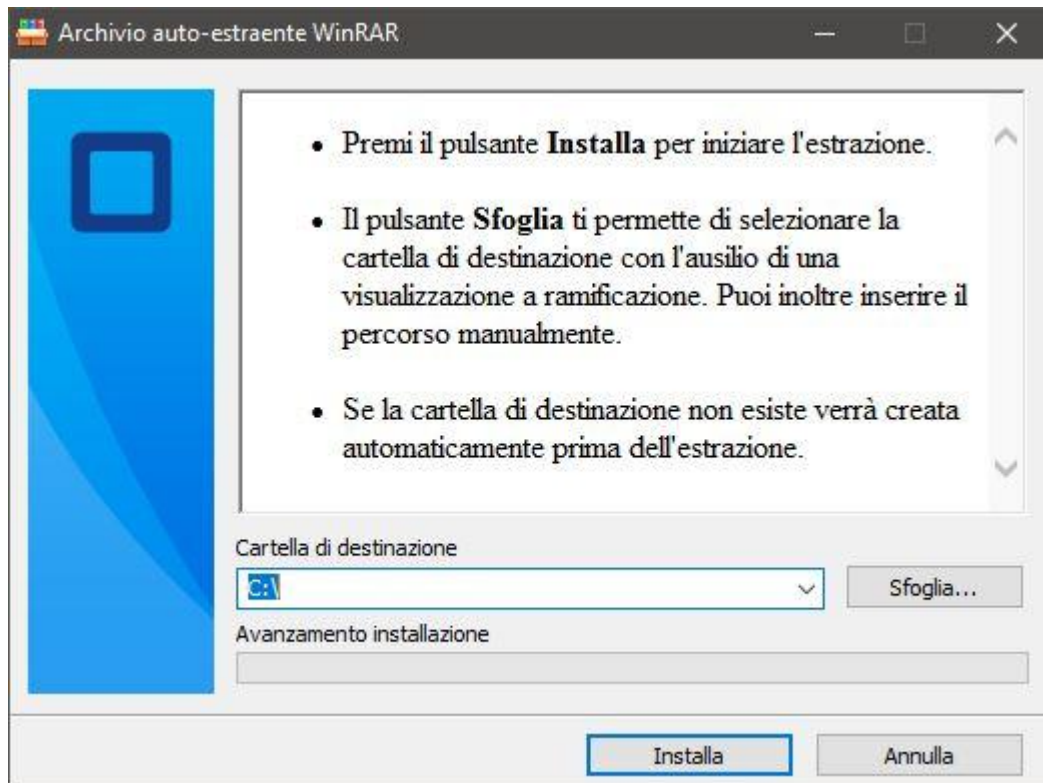 Archivio auto-estraente WinRAR
• Premi il pulsante Installa per iniziare l'estrazione.
• Il pulsante Sfoglia ti permette di selezionare la
cartella di destinazione con l'ausilio di una
visualizzazione a ramificazione. Puoi inoltre inserire il
percorso manualmente.
• Se la cartella di destinazione non esiste verrà creata
automaticamente prima dell'estrazione.
Cartella di destinazione
C:\
Sfoglia...
Avanzamento installazione
Installa
Annulla